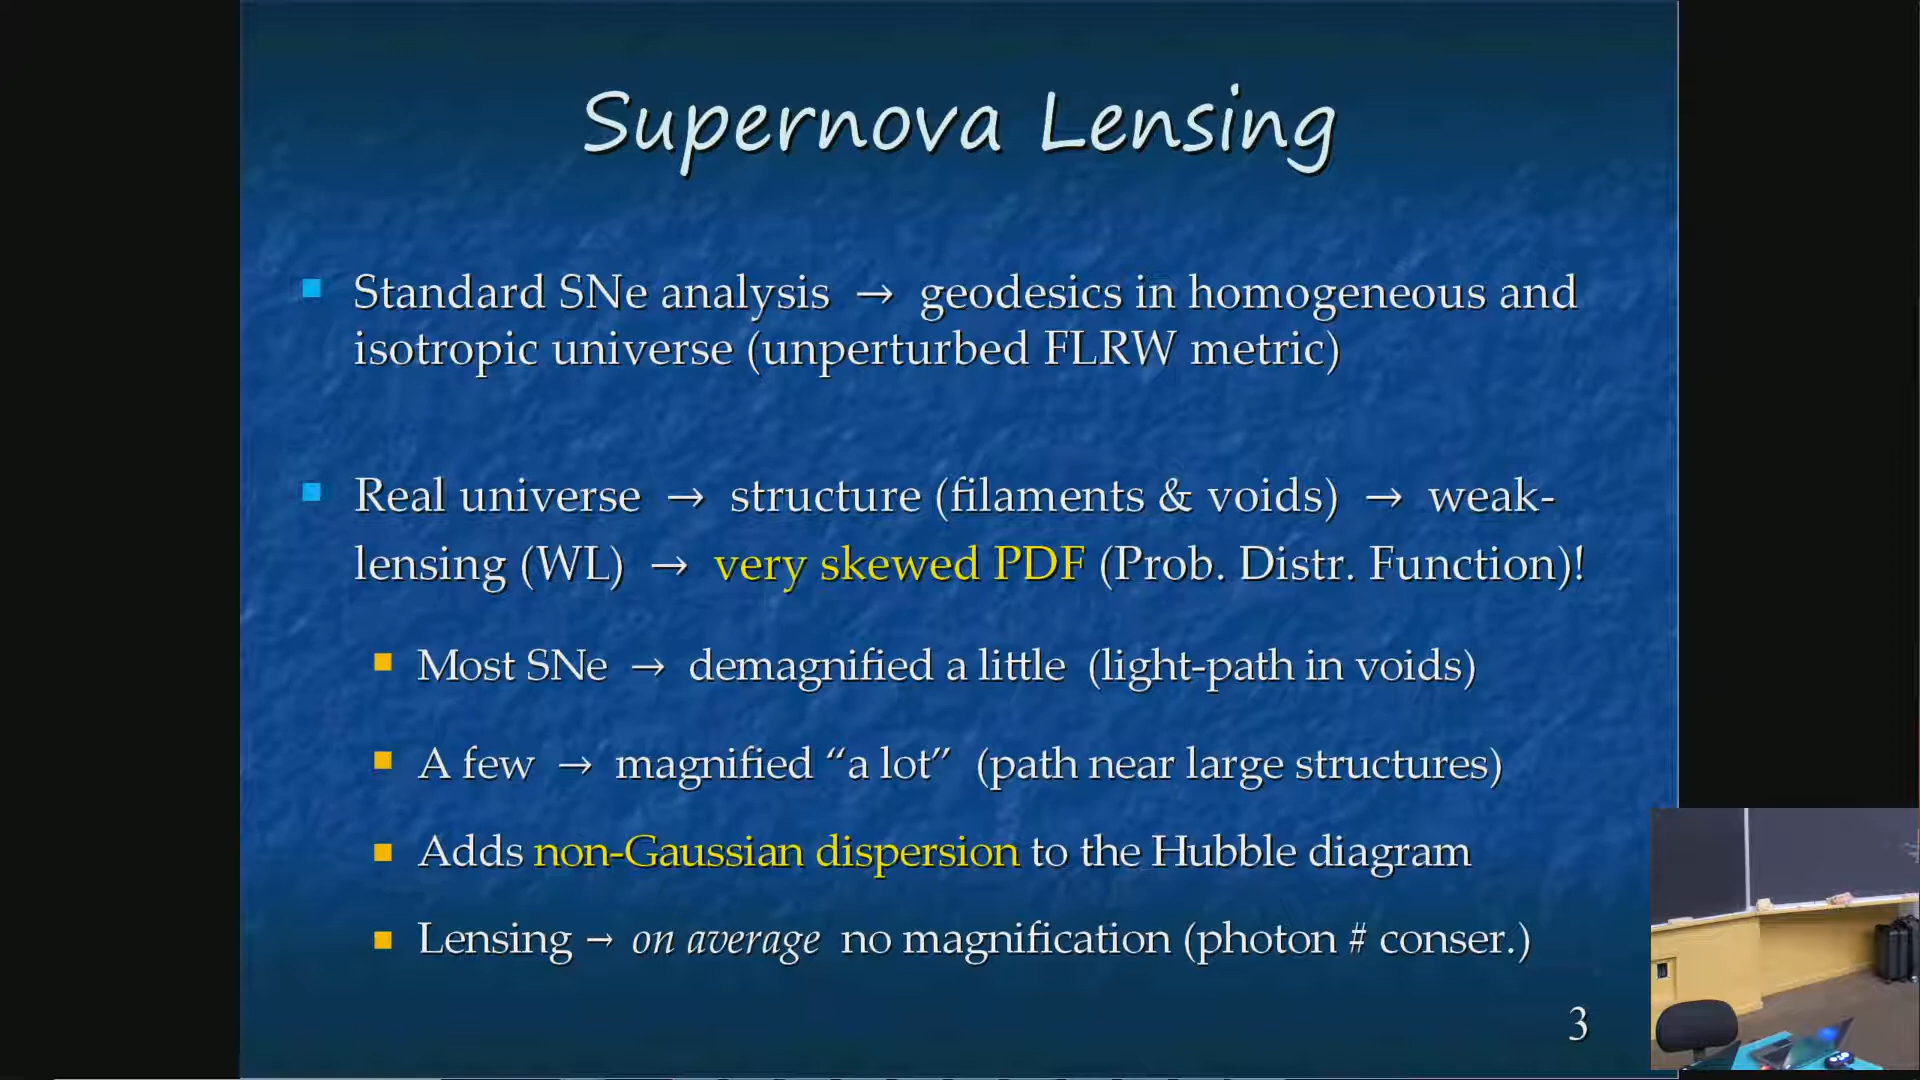 Supernova Lensing
Standard SNe analysis → geodesics in homogeneous and
isotropic universe (unperturbed FLRW metric)
Real universe → structure (filaments & voids) → weak-
lensing (WL) → very skewed PDF (Prob. Distr. Function)!
Most SNe → demagnified a little (light-path in voids)
A few → magnified “a lot” (path near large structures)
Adds non-Gaussian dispersion to the Hubble diagram
Lensing → on average no magnification (photon # conser.)
3